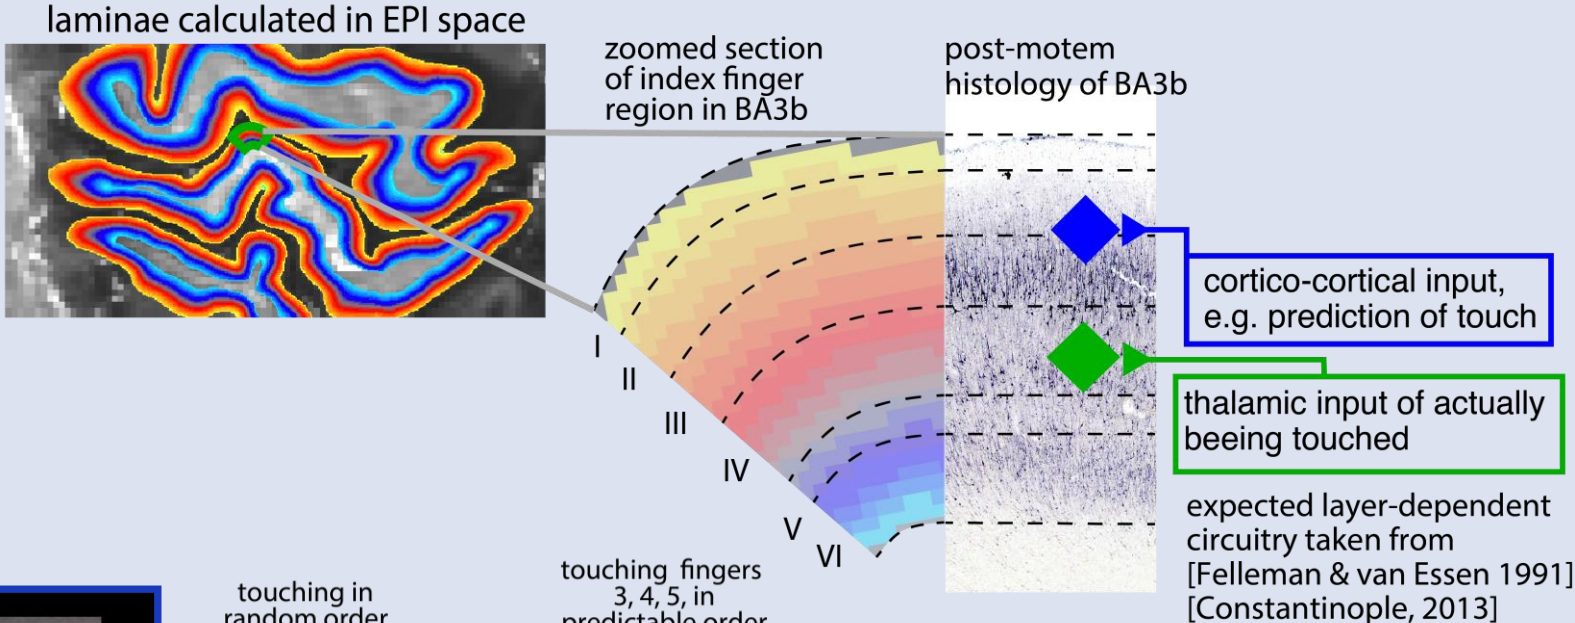 laminae calculated in EPI space
zoomed section
of index finger
region in BA3b
post-motem
histology of BA3b
I
II
III
IV
V
VI
cortico-cortical input,
e.g. prediction of touch
thalamic input of actually
beeing touched
expected layer-dependent
circuitry taken from
[Felleman & van Essen 1991]
[Constantinople, 2013]
touching in
random order
touching fingers
3, 4, 5, in
predictable order